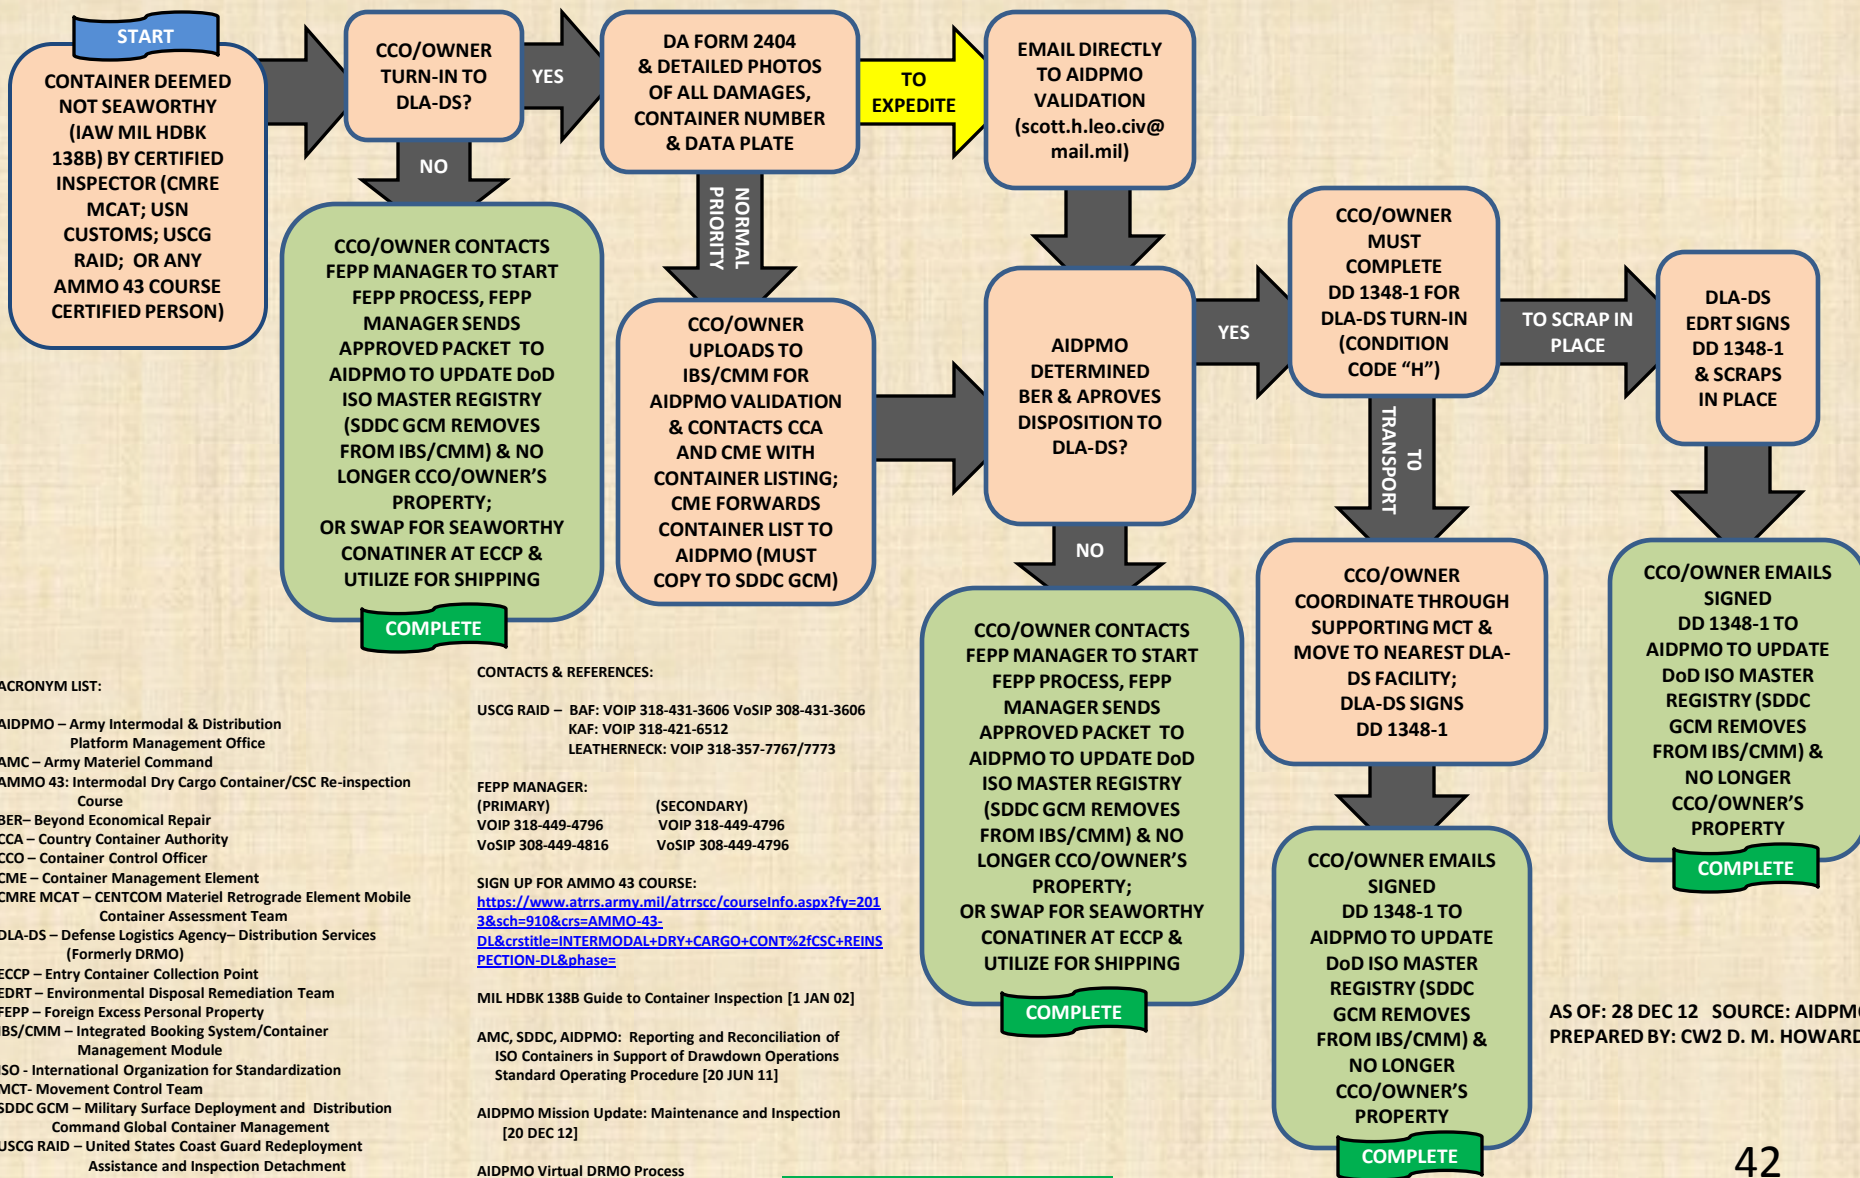 START
CONTAINER DEEMED
NOT SEAWORTHY
(IAW MIL HDBK
138B) BY CERTIFIED
INSPECTOR (CMRE
MCAT; USN
CUSTOMS; USCG
RAID;  OR ANY
AMMO 43 COURSE
CERTIFIED PERSON)
CCO/OWNER
TURN-IN TO
DLA-DS?
YES
NO
DA FORM 2404
& DETAILED PHOTOS
OF ALL DAMAGES,
CONTAINER NUMBER
& DATA PLATE
TO
EXPEDITE
EMAIL DIRECTLY
TO AIDPMO
VALIDATION
(scott.h.leo.civ@
mail.mil)
NORMAL
PRIORITY
CCO/OWNER CONTACTS
FEPP MANAGER TO START
FEPP PROCESS, FEPP
MANAGER SENDS
APPROVED PACKET  TO
AIDPMO TO UPDATE DoD
ISO MASTER REGISTRY
(SDDC GCM REMOVES
FROM IBS/CMM) & NO
LONGER CCO/OWNER'S
PROPERTY;
OR SWAP FOR SEAWORTHY
CONATINER AT ECCP &
UTILIZE FOR SHIPPING
COMPLETE
CCO/OWNER
UPLOADS TO
IBS/CMM FOR
AIDPMO VALIDATION
& CONTACTS CCA
AND CME WITH
CONTAINER LISTING;
CME FORWARDS
CONTAINER LIST TO
AIDPMO (MUST
COPY TO SDDC GCM)
AIDPMO
DETERMINED
BER & APROVES
DISPOSITION TO
DLA-DS?
YES
NO
CCO/OWNER
MUST
COMPLETE
DD 1348-1 FOR
DLA-DS TURN-IN
(CONDITION
CODE “H”)
TO SCRAP IN
PLACE
DLA-DS
EDRT SIGNS
DD 1348-1
& SCRAPS
IN PLACE
TO
TRANSPORT
CCO/OWNER CONTACTS
FEPP MANAGER TO START
FEPP PROCESS, FEPP
MANAGER SENDS
APPROVED PACKET  TO
AIDPMO TO UPDATE DoD
ISO MASTER REGISTRY
(SDDC GCM REMOVES
FROM IBS/CMM) & NO
LONGER CCO/OWNER'S
PROPERTY;
OR SWAP FOR SEAWORTHY
CONATINER AT ECCP &
UTILIZE FOR SHIPPING
COMPLETE
CCO/OWNER
COORDINATE THROUGH
SUPPORTING MCT &
MOVE TO NEAREST DLA-
DS FACILITY;
DLA-DS SIGNS
DD 1348-1
CCO/OWNER EMAILS
SIGNED
DD 1348-1 TO
AIDPMO TO UPDATE
DoD ISO MASTER
REGISTRY (SDDC
GCM REMOVES
FROM IBS/CMM) &
NO LONGER
CCO/OWNER'S
PROPERTY
COMPLETE
CCO/OWNER EMAILS
SIGNED
DD 1348-1 TO
AIDPMO TO UPDATE
DoD ISO MASTER
REGISTRY (SDDC
GCM REMOVES
FROM IBS/CMM) &
NO LONGER
CCO/OWNER'S
PROPERTY
COMPLETE
ACRONYM LIST:
AIDPMO – Army Intermodal & Distribution
Platform Management Office
AMC – Army Materiel Command
AMMO 43: Intermodal Dry Cargo Container/CSC Re-inspection
Course
BER– Beyond Economical Repair
CCA – Country Container Authority
CCO – Container Control Officer
CME – Container Management Element
CMRE MCAT – CENTCOM Materiel Retrograde Element Mobile
Container Assessment Team
DLA-DS – Defense Logistics Agency– Distribution Services
(Formerly DRMO)
ECCP – Entry Container Collection Point
EDRT – Environmental Disposal Remediation Team
FEPP – Foreign Excess Personal Property
IBS/CMM – Integrated Booking System/Container
Management Module
ISO - International Organization for Standardization
MCT- Movement Control Team
SDDC GCM – Military Surface Deployment and  Distribution
Command Global Container Management
USCG RAID – United States Coast Guard Redeployment
Assistance and Inspection Detachment
CONTACTS & REFERENCES:
USCG RAID –  BAF: VOIP 318-431-3606 VoSIP 308-431-3606
KAF: VOIP 318-421-6512
LEATHERNECK: VOIP 318-357-7767/7773
FEPP MANAGER:
(PRIMARY) (SECONDARY)
VOIP 318-449-4796 VOIP 318-449-4796
VoSIP 308-449-4816 VoSIP 308-449-4796
SIGN UP FOR AMMO 43 COURSE:
https://www.atrrs.army.mil/atrrscc/courseInfo.aspx?fy=201
3&sch=910&crs=AMMO-43-
DL&crstitle=INTERMODAL+DRY+CARGO+CONT%2fCSC+REINS
PECTION-DL&phase=
MIL HDBK 138B Guide to Container Inspection [1 JAN 02]
AMC, SDDC, AIDPMO:  Reporting and Reconciliation of
ISO Containers in Support of Drawdown Operations
Standard Operating Procedure [20 JUN 11]
AIDPMO Mission Update: Maintenance and Inspection
[20 DEC 12]
AIDPMO Virtual DRMO Process
AS OF: 28 DEC 12   SOURCE: AIDPMO
PREPARED BY: CW2 D. M. HOWARD
42